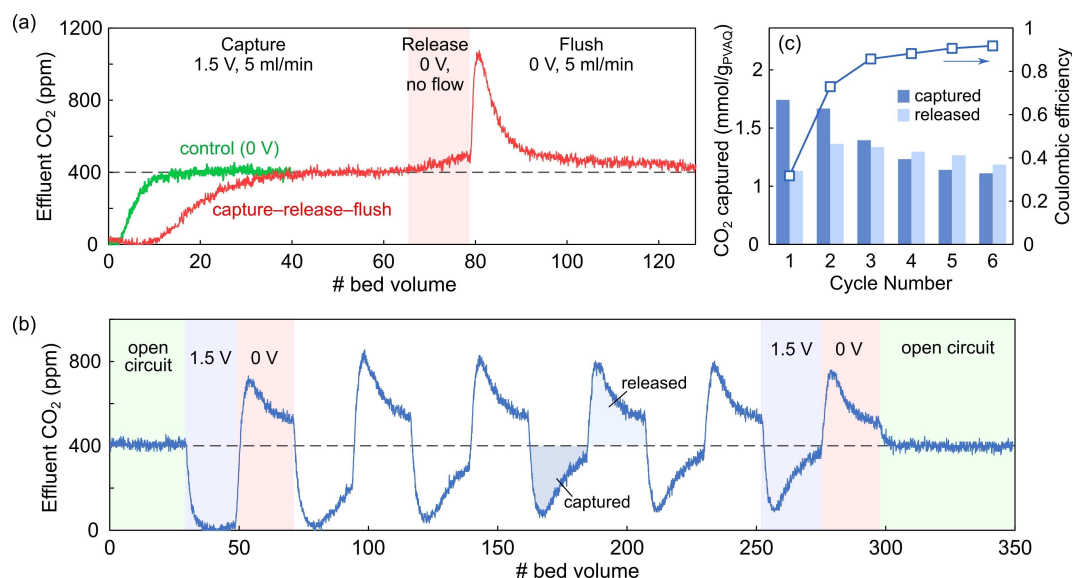 (a)
1200
800
400
0
Effluent CO₂ (ppm)
Capture
1.5 V, 5 ml/min
Release
0 V,
no flow
Flush
0 V, 5 ml/min
control (0 V)
capture–release–flush
0 20 40 60 80 100 120
# bed volume
(c)
2
1.5
1
CO₂ captured (mmol/gPVAQ)
captured
released
1
0.8
0.6
0.4
0.2
0
Coulombic efficiency
1 2 3 4 5 6
Cycle Number
(b)
800
400
0
Effluent CO₂ (ppm)
open
circuit
1.5 V
0 V
released
captured
1.5 V
0 V
open circuit
0 50 100 150 200 250 300 350
# bed volume